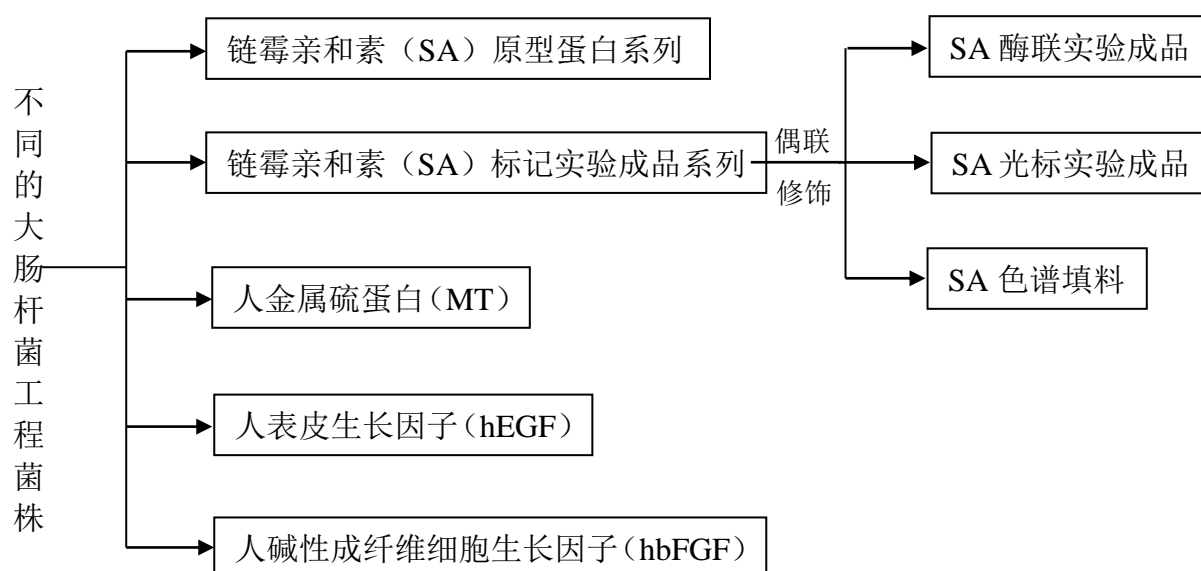 不同的大肠杆菌工程菌株
链霉亲和素（SA）原型蛋白系列
链霉亲和素（SA）标记实验成品系列
人金属硫蛋白（MT）
人表皮生长因子（hEGF）
人碱性成纤维细胞生长因子（hbFGF）
偶联
修饰
SA 酶联实验成品
SA 光标实验成品
SA 色谱填料